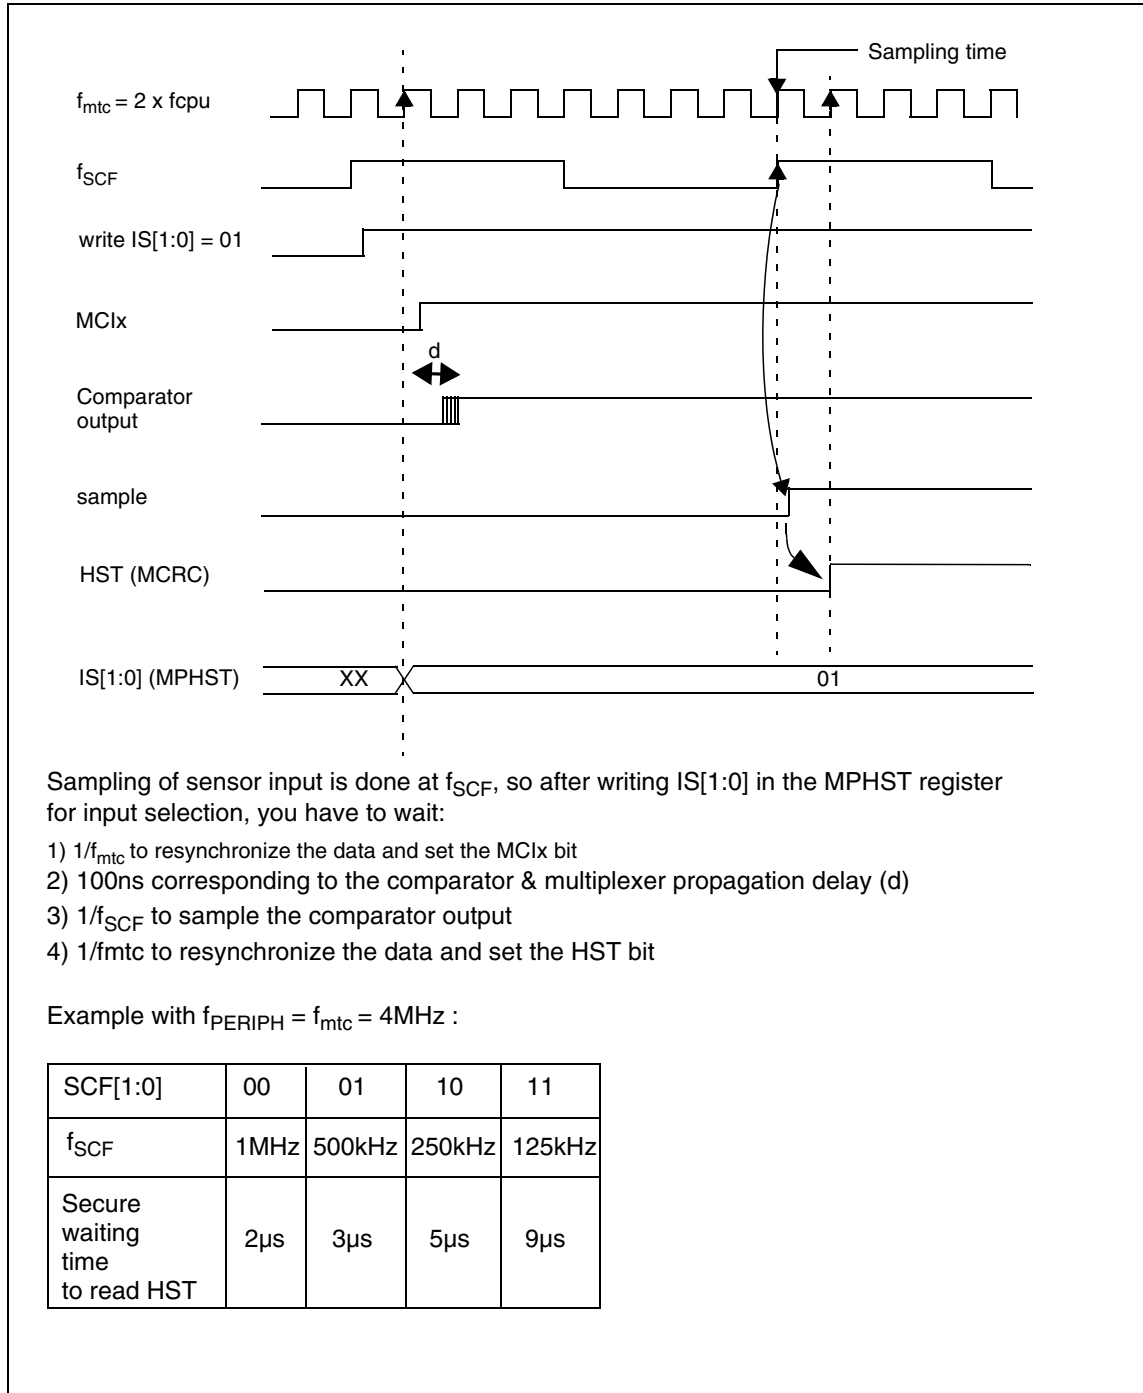 Sampling time
fmtc = 2 x fcpu
fSCF
write IS[1:0] = 01
MCIx
d
Comparator
output
sample
HST (MCRC)
IS[1:0] (MPHST) XX 01
Sampling of sensor input is done at fSCF, so after writing IS[1:0] in the MPHST register
for input selection, you have to wait:
1) 1/fmtc to resynchronize the data and set the MCIx bit
2) 100ns corresponding to the comparator & multiplexer propagation delay (d)
3) 1/fSCF to sample the comparator output
4) 1/fmtc to resynchronize the data and set the HST bit
Example with fPERIPH = fmtc = 4MHz :
SCF[1:0] 00 01 10 11
fSCF 1MHz 500kHz 250kHz 125kHz
Secure
waiting
time
to read HST 2µs 3µs 5µs 9µs